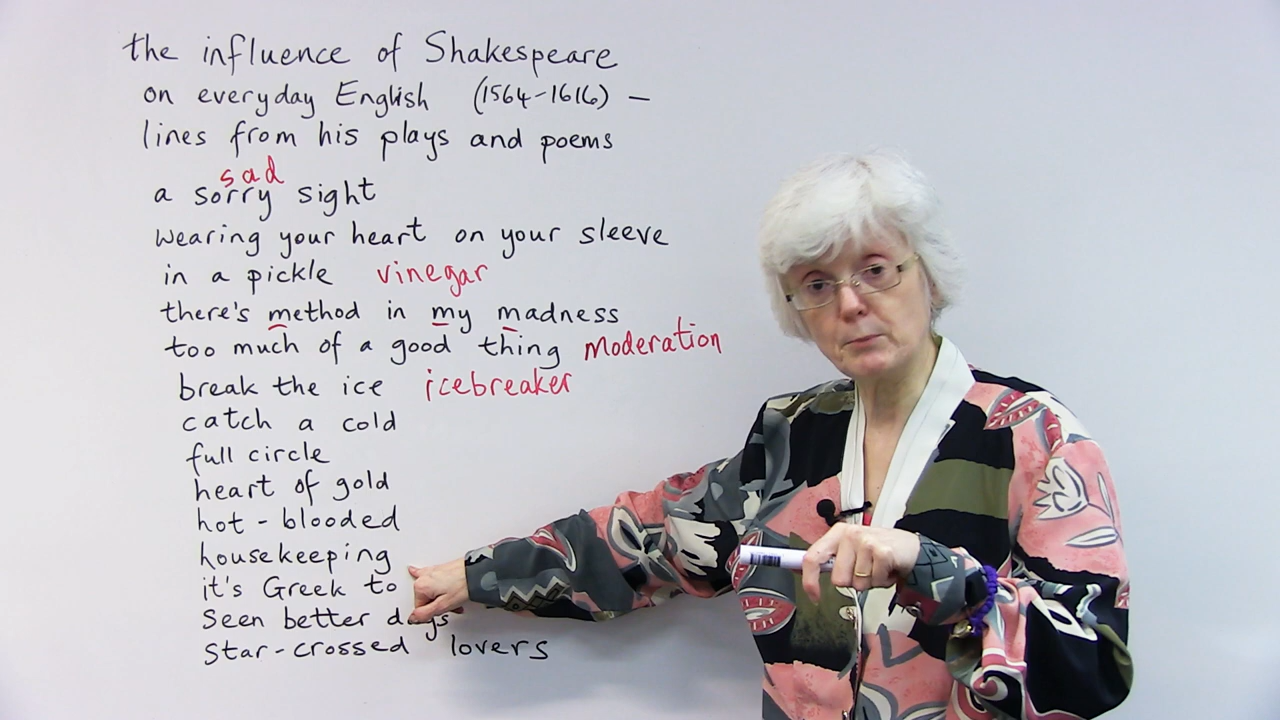 the influence of Shakespeare
on everyday English (1564-1616) –
lines from his plays and poems
sad
a sorry sight
wearing your heart on your sleeve
in a pickle vinegar
there's method in my madness
too much of a good thing moderation
break the ice icebreaker
catch a cold
full circle
heart of gold
hot-blooded
housekeeping
it's Greek to
seen better days
star-crossed lovers